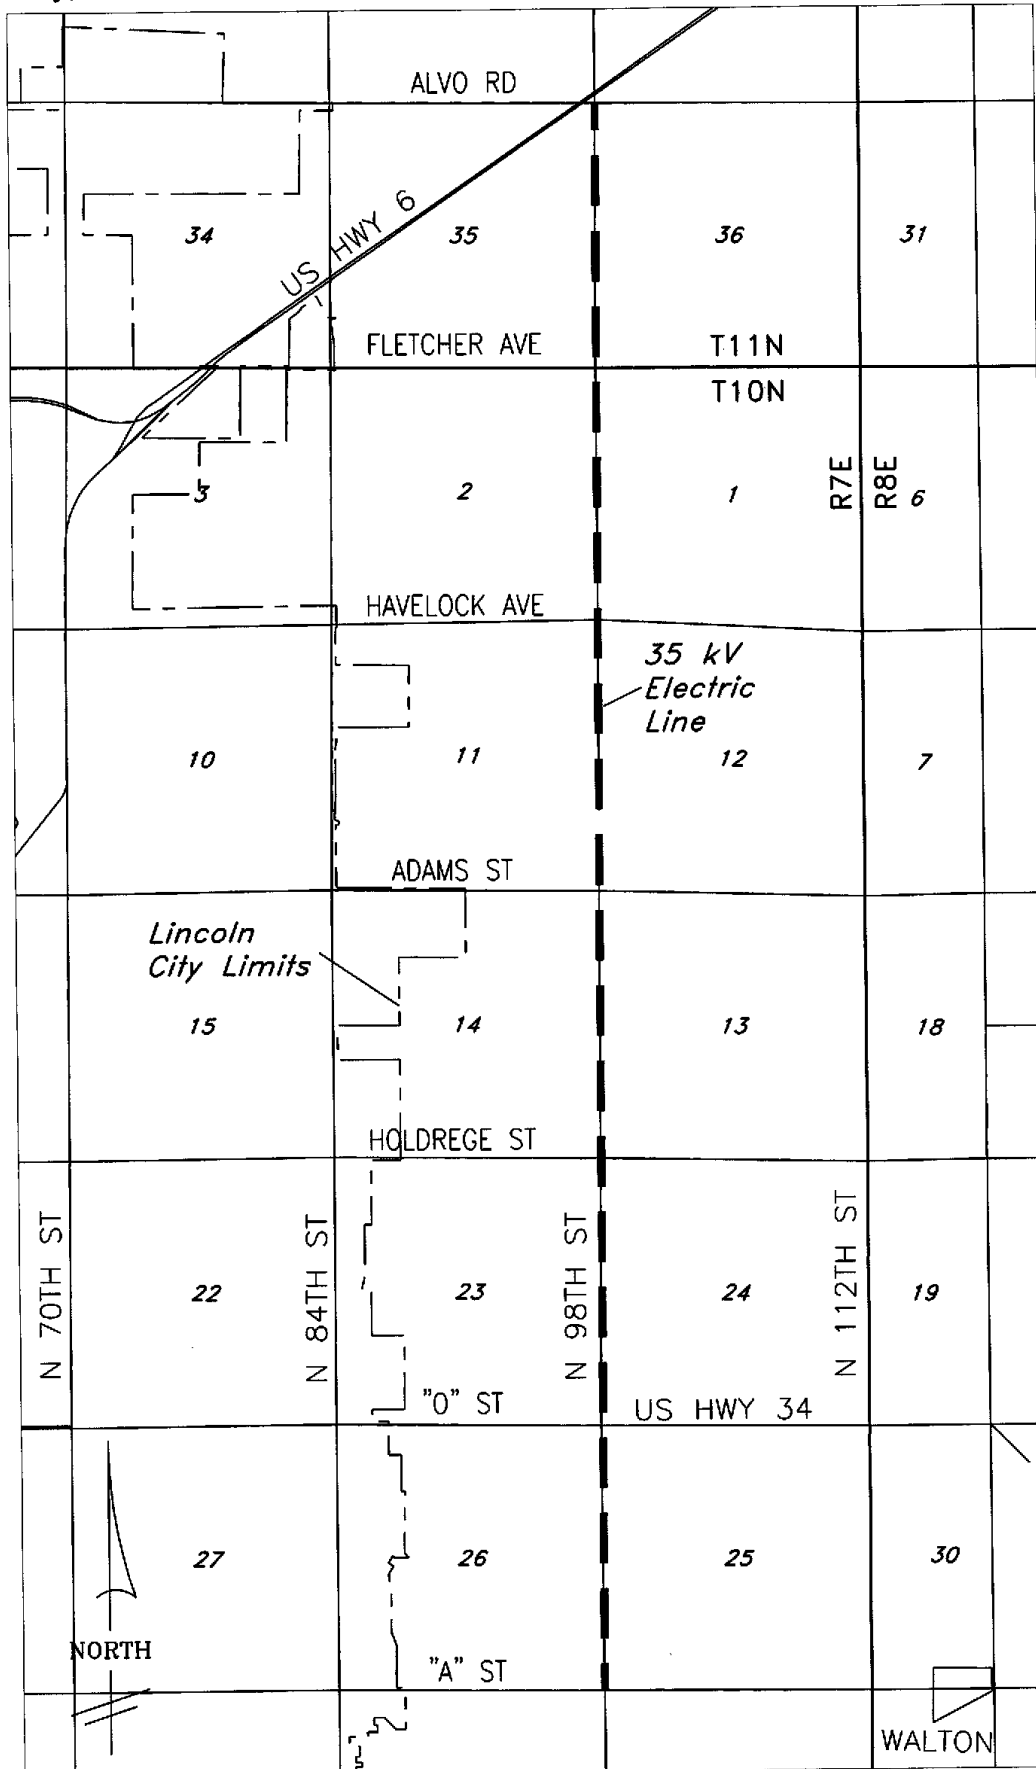 ALVO RD
US HWY 6
34
35
36
31
FLETCHER AVE
T11N
T10N
3
2
1
R7E
R8E
6
HAVELOCK AVE
35 kV
Electric
Line
10
11
12
7
ADAMS ST
Lincoln
City Limits
15
14
13
18
HOLDREGE ST
N 70TH ST
N 84TH ST
N 98TH ST
N 112TH ST
22
23
24
19
"O" ST
US HWY 34
27
26
25
30
NORTH
"A" ST
WALTON